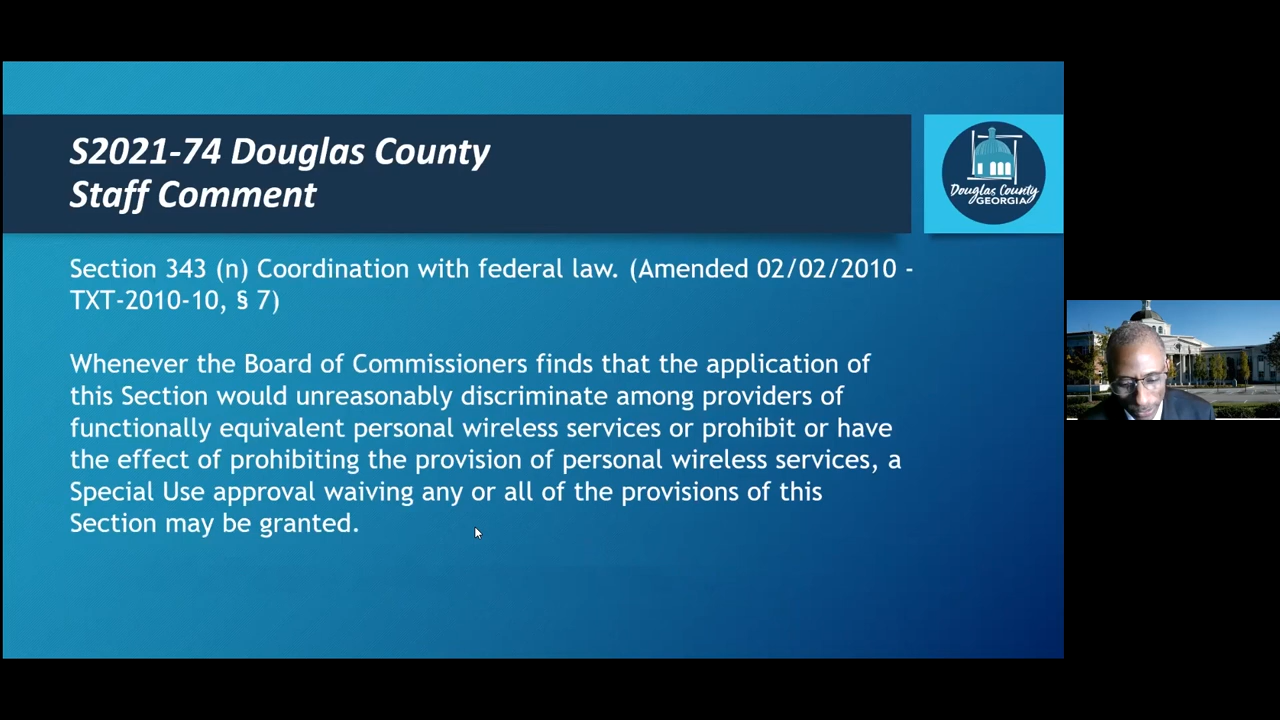 S2021-74 Douglas County
Staff Comment
Douglas County
GEORGIA
Section 343 (n) Coordination with federal law. (Amended 02/02/2010 -
TXT-2010-10, § 7)
Whenever the Board of Commissioners finds that the application of
this Section would unreasonably discriminate among providers of
functionally equivalent personal wireless services or prohibit or have
the effect of prohibiting the provision of personal wireless services, a
Special Use approval waiving any or all of the provisions of this
Section may be granted.